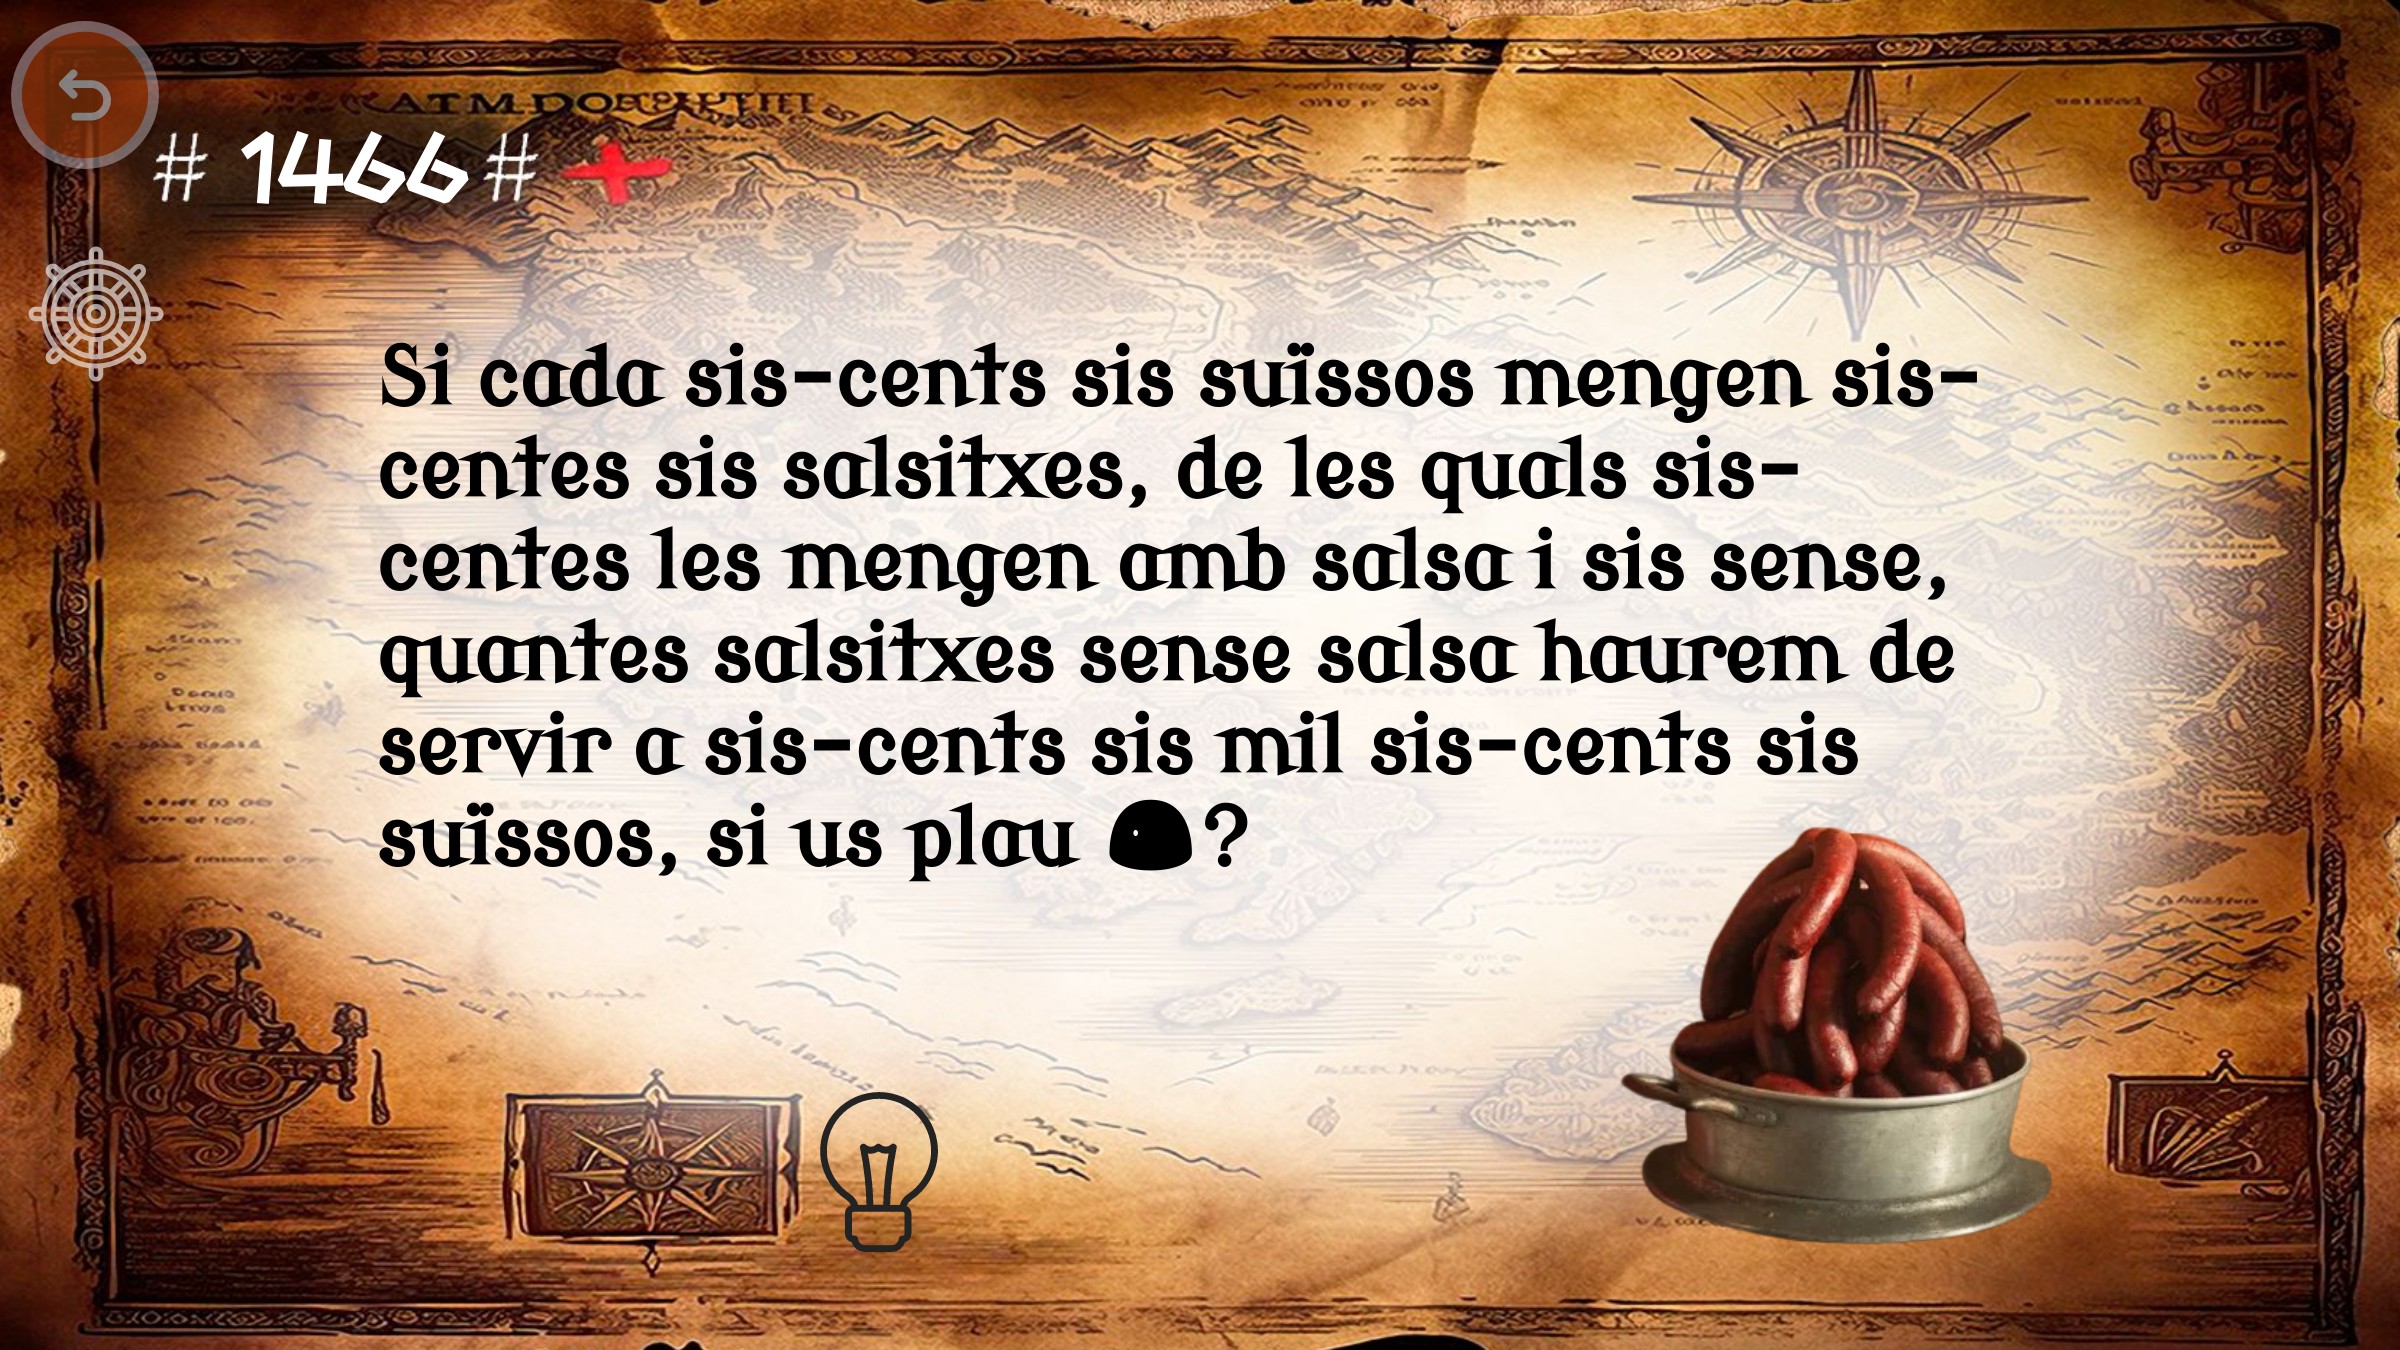 # 1466 #
Si cada sis-cents sis suïssos mengen sis-
centes sis salsitxes, de les quals sis-
centes les mengen amb salsa i sis sense,
quantes salsitxes sense salsa haurem de
servir a sis-cents sis mil sis-cents sis
suïssos, si us plau ?